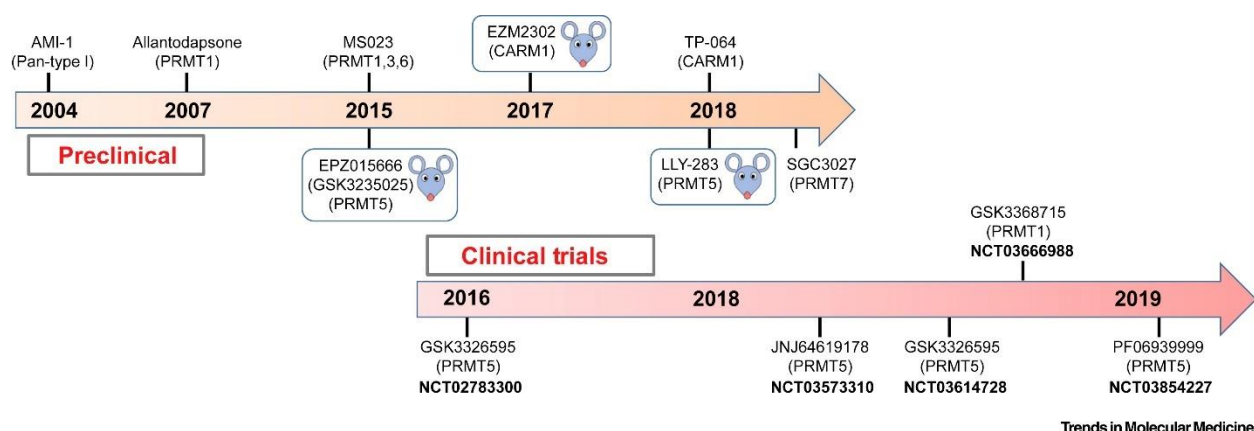 AMI-1
(Pan-type I)
Allantodapsone
(PRMT1)
MS023
(PRMT1,3,6)
EZM2302
(CARM1)
TP-064
(CARM1)
2004
2007
2015
2017
2018
Preclinical
EPZ015666
(GSK3235025)
(PRMT5)
LLY-283
(PRMT5)
SGC3027
(PRMT7)
GSK3368715
(PRMT1)
NCT03666988
Clinical trials
2016
2018
2019
GSK3326595
(PRMT5)
NCT02783300
JNJ64619178
(PRMT5)
NCT03573310
GSK3326595
(PRMT5)
NCT03614728
PF06939999
(PRMT5)
NCT03854227
Trends in Molecular Medicine